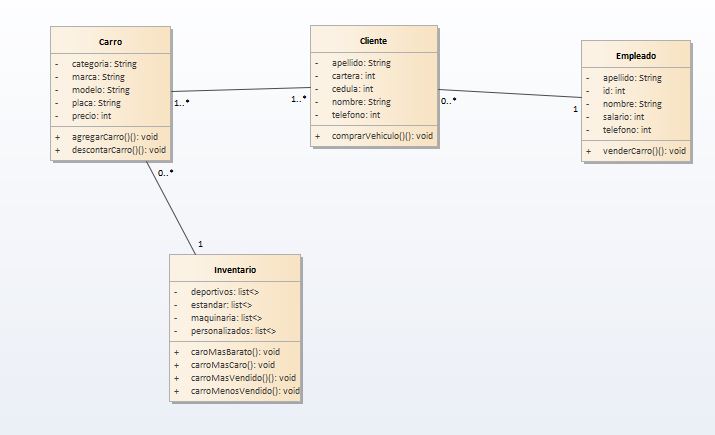 Carro
- categoria: String
- marca: String
- modelo: String
- placa: String
- precio: int
+ agregarCarro()(): void
+ descontarCarro()(): void
1..*
0..*
Cliente
- apellido: String
- cartera: int
- cedula: int
- nombre: String
- telefono: int
+ comprarVehiculo()(): void
1..*
0..*
Empleado
- apellido: String
- id: int
- nombre: String
- salario: int
- telefono: int
+ venderCarro()(): void
1
1
Inventario
- deportivos: list<>
- estandar: list<>
- maquinaria: list<>
- personalizados: list<>
+ caroMasBarato(): void
+ carroMasCaro(): void
+ carroMasVendido()(): void
+ carroMenosVendido(): void